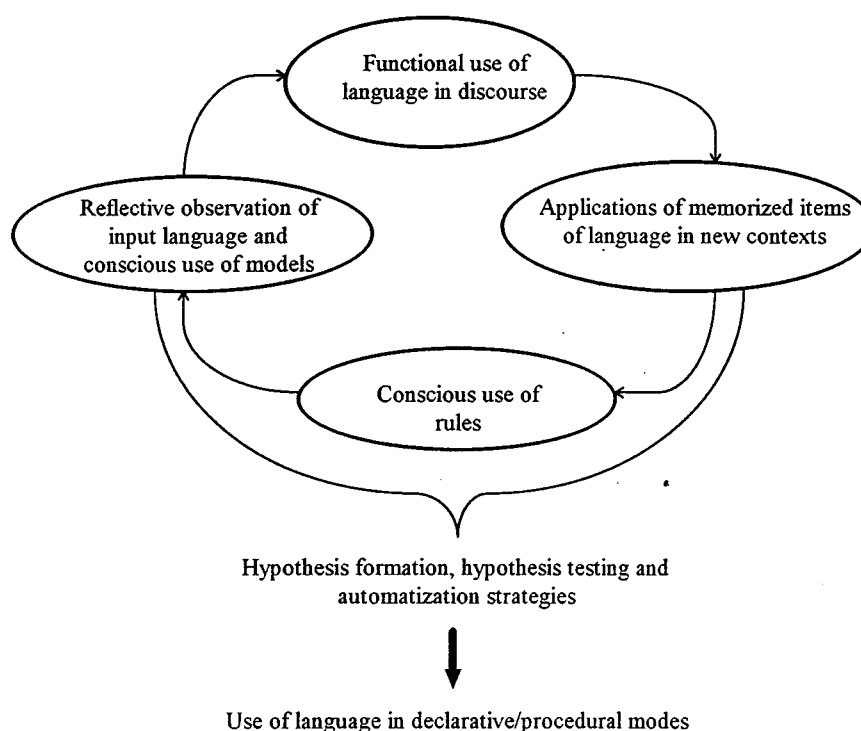 Functional use of
language in discourse
Reflective observation of
input language and
conscious use of models
Applications of memorized items
of language in new contexts
Conscious use of
rules
Hypothesis formation, hypothesis testing and
automatization strategies
Use of language in declarative/procedural modes